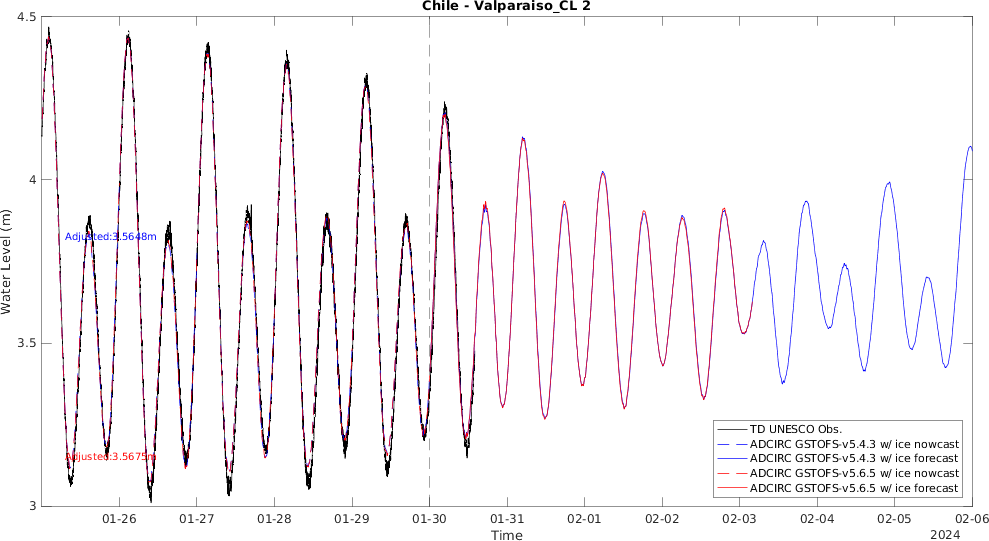 Chile - Valparaiso_CL 2
Water Level (m)
4.5
4
3.5
3
Adjusted:3.5648m
Adjusted:3.5675m
TD UNESCO Obs.
ADCIRC GSTOFS-v5.4.3 w/ ice nowcast
ADCIRC GSTOFS-v5.4.3 w/ ice forecast
ADCIRC GSTOFS-v5.6.5 w/ ice nowcast
ADCIRC GSTOFS-v5.6.5 w/ ice forecast
01-26 01-27 01-28 01-29 01-30 01-31 02-01 02-02 02-03 02-04 02-05 02-06
Time
2024